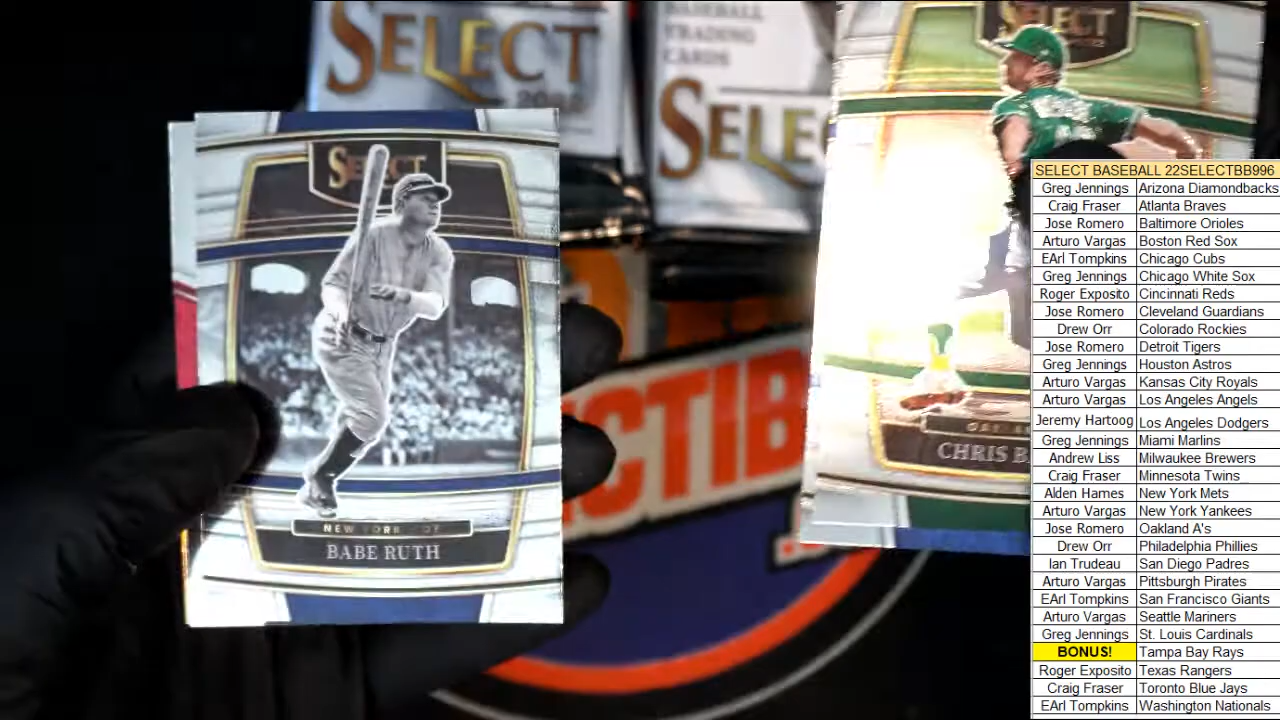 SELECT
BASEBALL
TRADING
CARDS
SELECT
SELECT
NEW YORK
BABE RUTH
SELECT
CHRIS B
CTIB
SELECT BASEBALL 22SELECTBB996
Greg Jennings Arizona Diamondbacks
Craig Fraser Atlanta Braves
Jose Romero Baltimore Orioles
Arturo Vargas Boston Red Sox
EArl Tompkins Chicago Cubs
Greg Jennings Chicago White Sox
Roger Exposito Cincinnati Reds
Jose Romero Cleveland Guardians
Drew Orr Colorado Rockies
Jose Romero Detroit Tigers
Greg Jennings Houston Astros
Arturo Vargas Kansas City Royals
Arturo Vargas Los Angeles Angels
Jeremy Hartoog Los Angeles Dodgers
Greg Jennings Miami Marlins
Andrew Liss Milwaukee Brewers
Craig Fraser Minnesota Twins
Alden Hames New York Mets
Arturo Vargas New York Yankees
Jose Romero Oakland A's
Drew Orr Philadelphia Phillies
Ian Trudeau San Diego Padres
Arturo Vargas Pittsburgh Pirates
EArl Tompkins San Francisco Giants
Arturo Vargas Seattle Mariners
Greg Jennings St. Louis Cardinals
BONUS! Tampa Bay Rays
Roger Exposito Texas Rangers
Craig Fraser Toronto Blue Jays
EArl Tompkins Washington Nationals